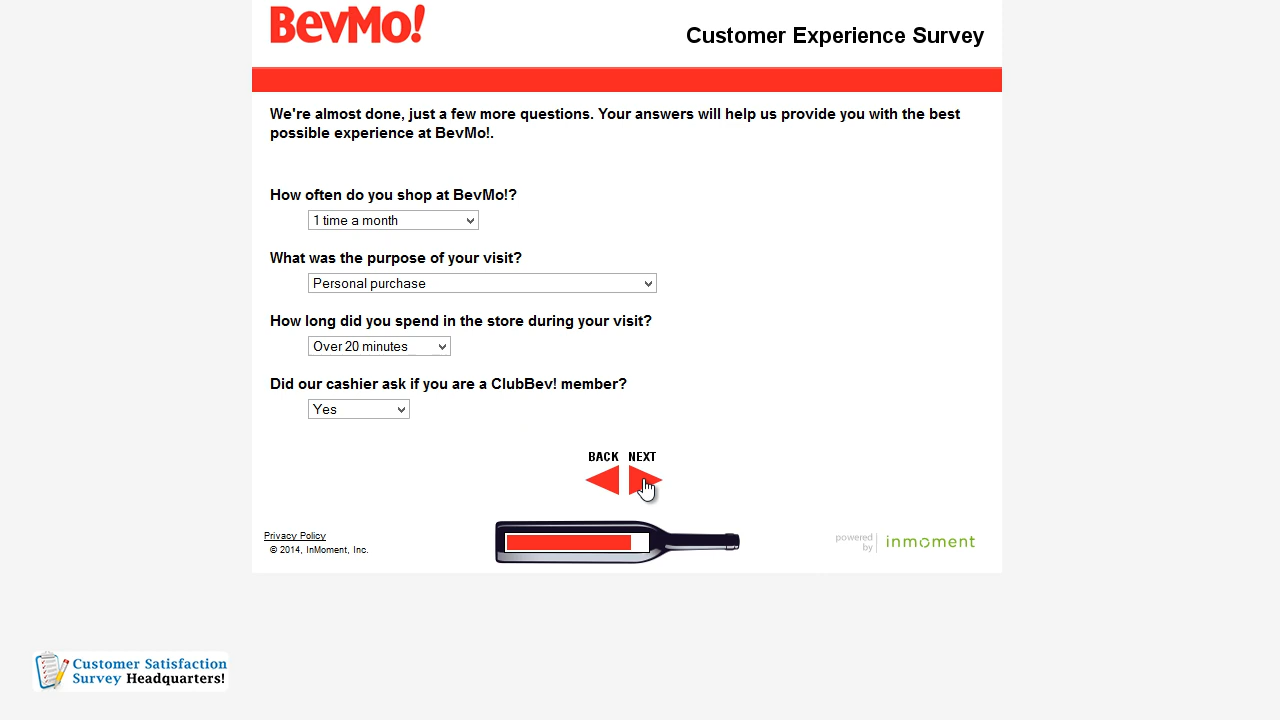 BevMo!
Customer Experience Survey
We're almost done, just a few more questions. Your answers will help us provide you with the best
possible experience at BevMo!.
How often do you shop at BevMo!?
1 time a month
What was the purpose of your visit?
Personal purchase
How long did you spend in the store during your visit?
Over 20 minutes
Did our cashier ask if you are a ClubBev! member?
Yes
BACK NEXT
Privacy Policy
© 2014, InMoment, Inc.
powered
by
inmoment
Customer Satisfaction
Survey Headquarters!